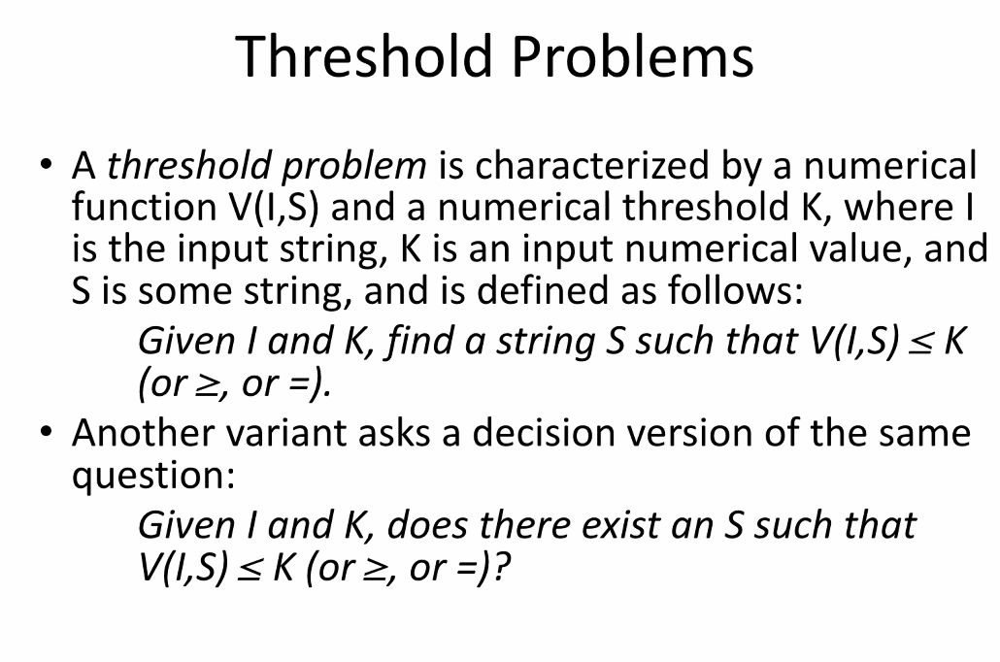 Threshold Problems
• A threshold problem is characterized by a numerical
function V(I,S) and a numerical threshold K, where I
is the input string, K is an input numerical value, and
S is some string, and is defined as follows:
Given I and K, find a string S such that V(I,S) ≤ K
(or ≥, or =).
• Another variant asks a decision version of the same
question:
Given I and K, does there exist an S such that
V(I,S) ≤ K (or ≥, or =)?